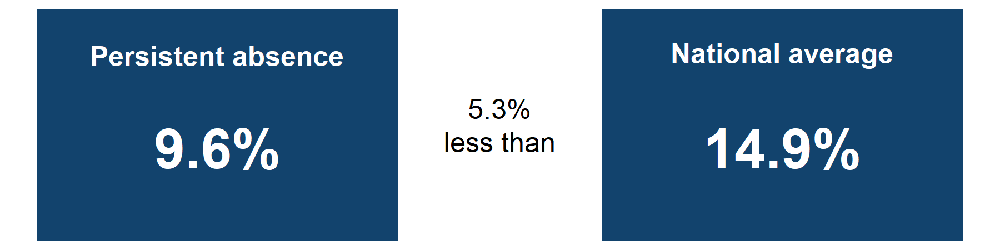 Persistent absence
9.6%
5.3%
less than
National average
14.9%